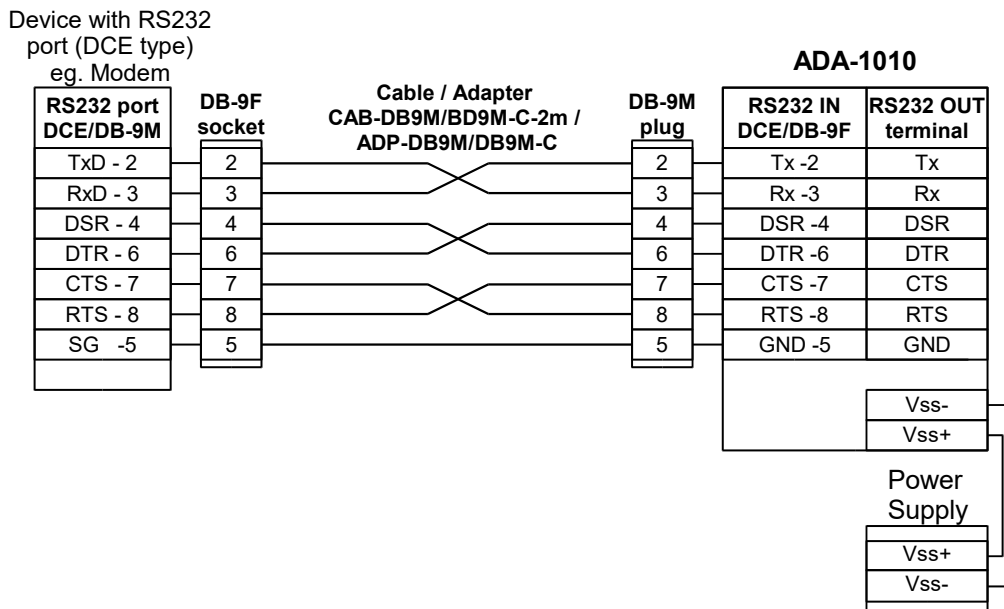 Device with RS232
port (DCE type)
eg. Modem
ADA-1010
RS232 port
DCE/DB-9M
DB-9F
socket
Cable / Adapter
CAB-DB9M/BD9M-C-2m /
ADP-DB9M/DB9M-C
DB-9M
plug
RS232 IN
DCE/DB-9F
RS232 OUT
terminal
TxD - 2 2 2 Tx -2 Tx
RxD - 3 3 3 Rx -3 Rx
DSR - 4 4 4 DSR -4 DSR
DTR - 6 6 6 DTR -6 DTR
CTS - 7 7 7 CTS -7 CTS
RTS - 8 8 8 RTS -8 RTS
SG -5 5 5 GND -5 GND
Vss-
Vss+
Power
Supply
Vss+
Vss-